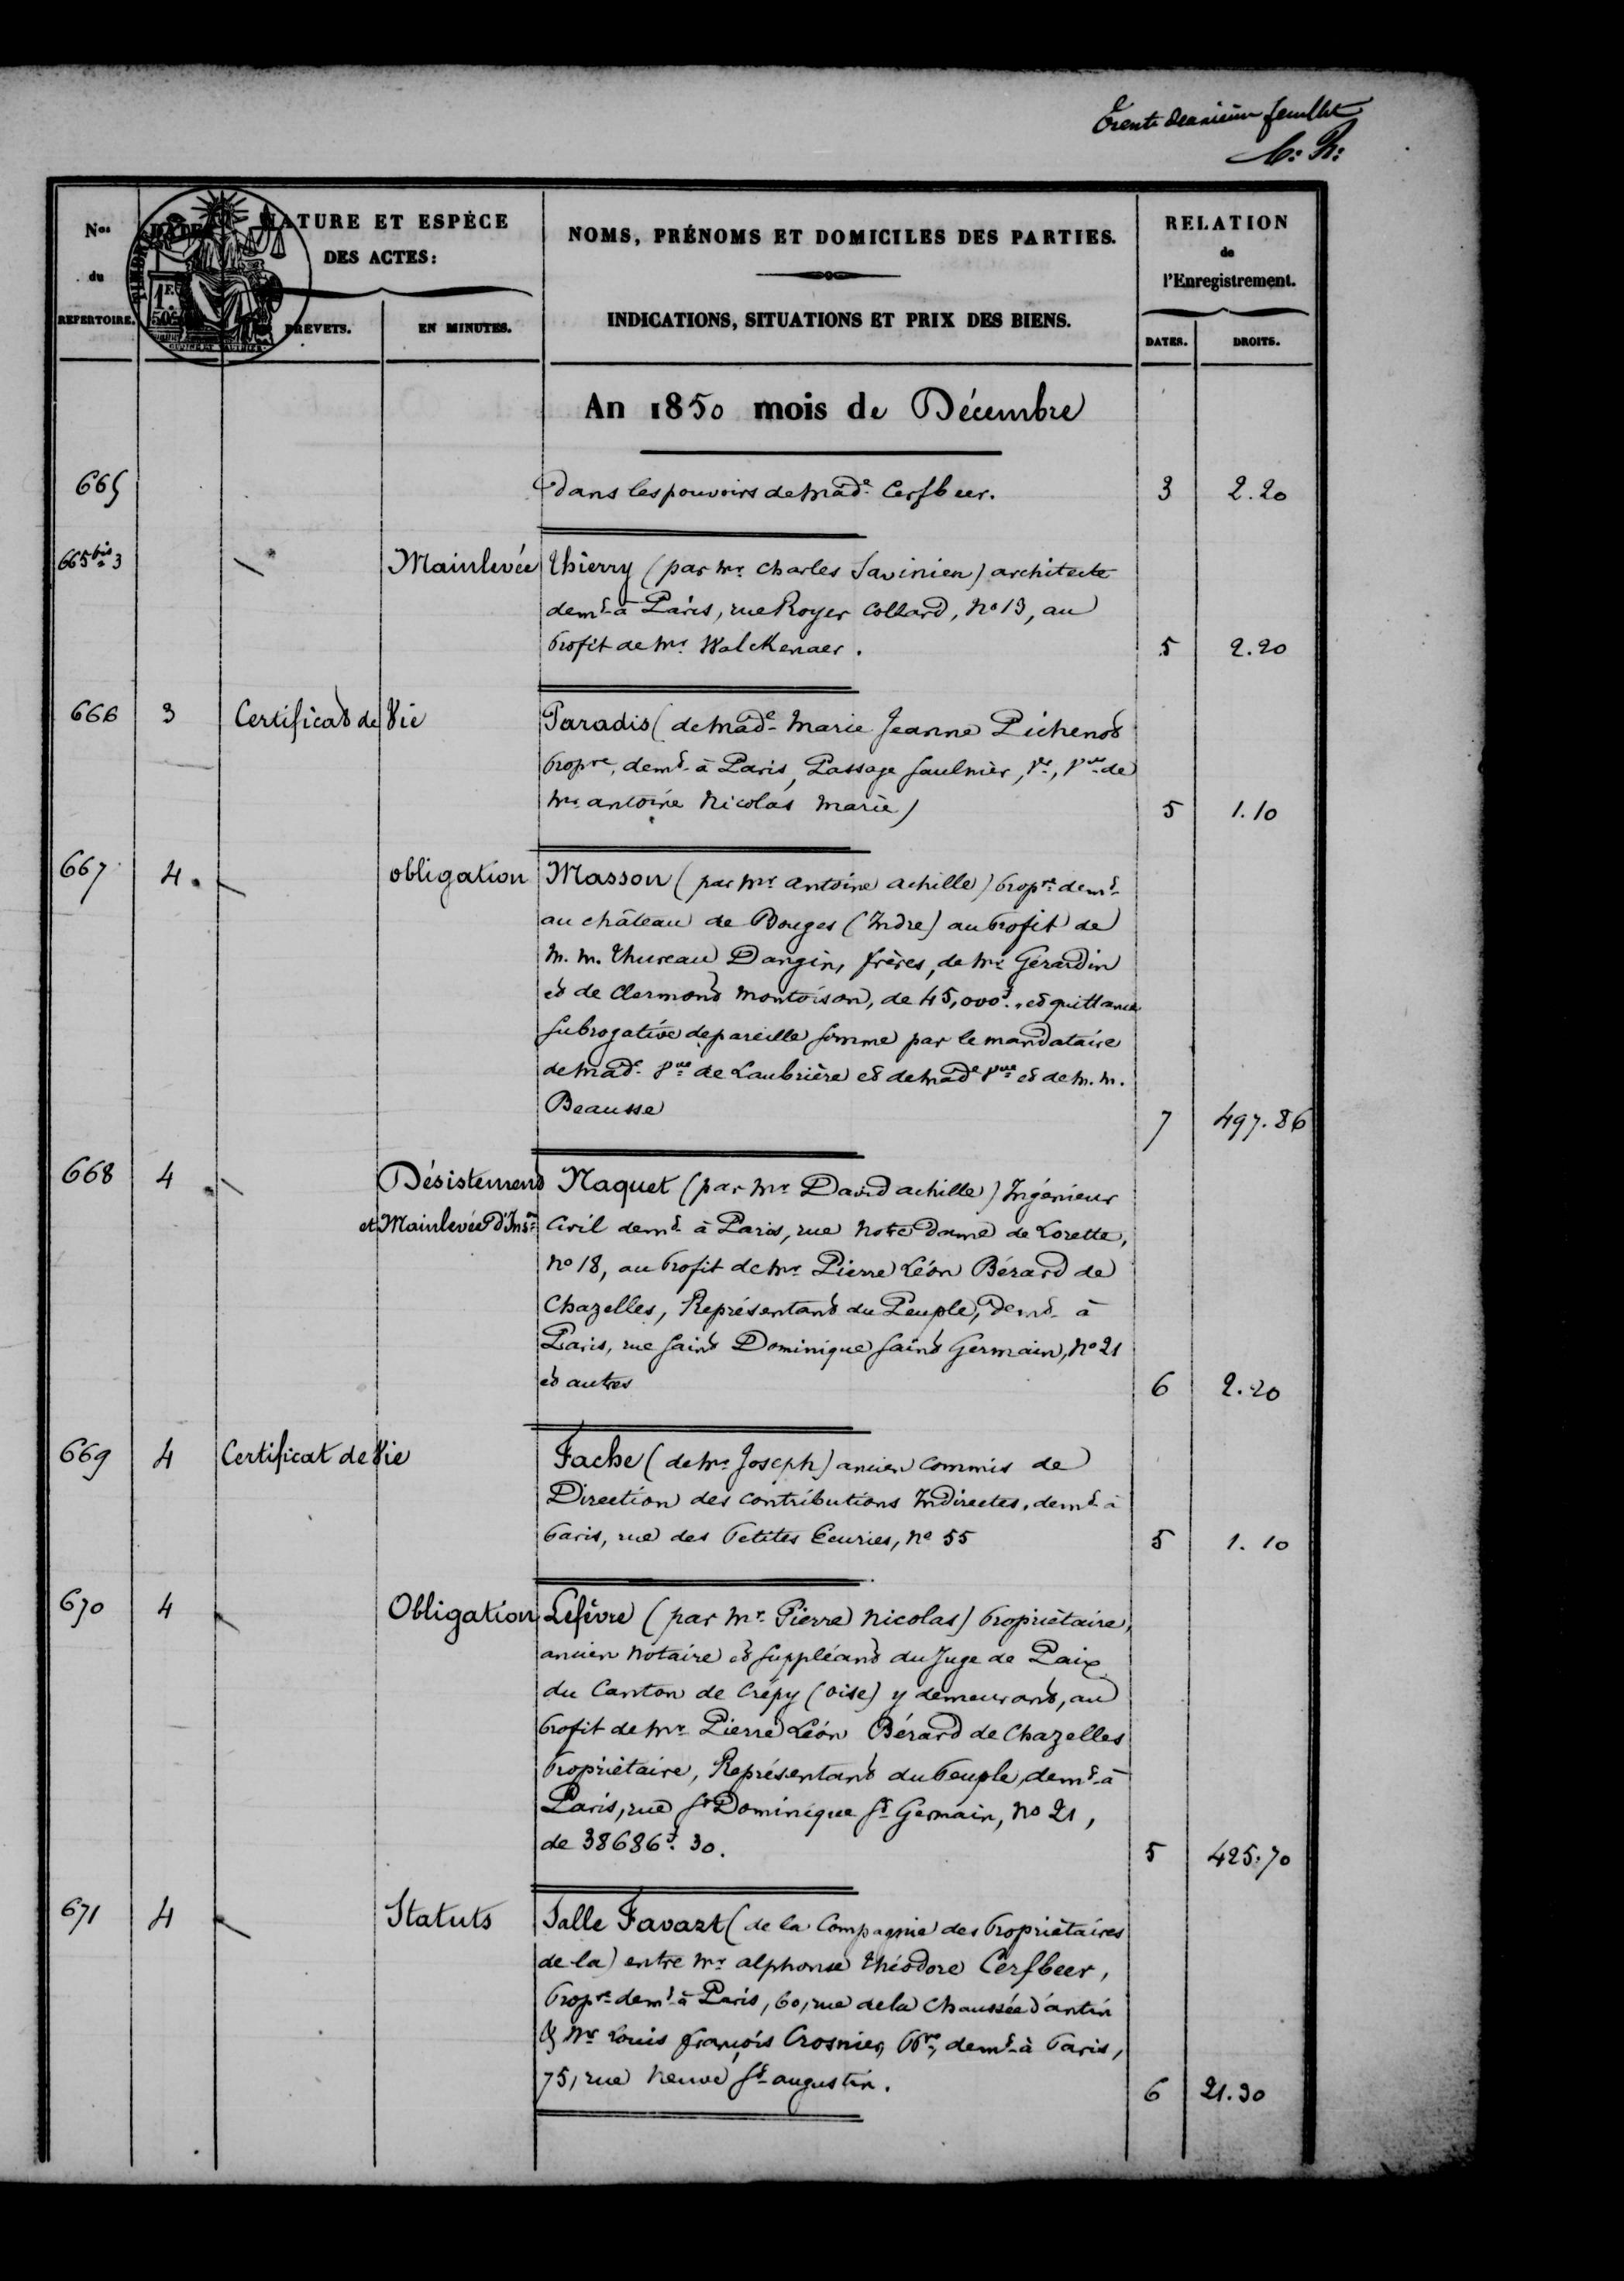 Trente deuxième feuillet
Nos du REPERTOIRE.
DATE
NATURE ET ESPÈCE DES ACTES:
BREVETS.
EN MINUTES.
NOMS, PRÉNOMS ET DOMICILES DES PARTIES.
INDICATIONS, SITUATIONS ET PRIX DES BIENS.
RELATION de l'Enregistrement.
DATES.
DROITS.
1F. 50c
An 1850 mois de Décembre
665 dans les pouvoirs de Made Cerfbeer. 3 2.20
665 bis 3 Mainlevée Thierry (par Mr Charles Savinien) architecte
demt à Paris, rue Royer Collard, No 13, au
profit de Mr Walckenaer. 5 2.20
666 3 Certificat de Vie Paradis (de Made Marie Jeanne Pichenot
propre, demt à Paris, Passage Saulnier, 1er, Vve de
Mr antoine Nicolas Marie) 5 1.10
667 4 obligation Masson (par Mr antoine achille) propre demt
au château de Bouges (Indre) au profit de
M. M. Thureau Dangin, frères, de Mr Gérardin
et de Clermont Montoison, de 45,000f. et quittance
subrogative de pareille somme par le mandataire
de Made Vve de Laubrière et de Made Vve et de M. M.
Beausse 7 497.86
668 4 Désistement Naquet (par Mr David achille) Ingénieur
et Mainlevée d'Inson Civil demt à Paris, rue Notre Dame de Lorette,
No 18, au profit de Mr Pierre Léon Bérard de
Chazelles, Représentant du Peuple, demt à
Paris, rue Saint Dominique Saint Germain, No 21
et autres 6 2.20
669 4 Certificat de Vie Fache (de Mr Joseph) ancien commis de
Direction des contributions Indirectes, demt à
Paris, rue des Petites Ecuries, No 55 5 1.10
670 4 Obligation Lefèvre (par Mr Pierre Nicolas) propriétaire,
ancien Notaire et suppléant du Juge de Paix
du Canton de Crépy (Oise) y demeurant, au
profit de Mr Pierre Léon Bérard de Chazelles
propriétaire, Représentant du Peuple, demt à
Paris, rue St Dominique St Germain, No 21,
de 38686f. 30. 5 425.70
671 4 Statuts Salle Favart (de la Compagnie des propriétaires
de la) entre Mr alphonse Théodore Cerfbeer,
propre demt à Paris, 60, rue de la Chaussée d'antin
& Mr Louis françois Crosnier, Ppre, demt à Paris,
75, rue Neuve St augustin. 6 21.30